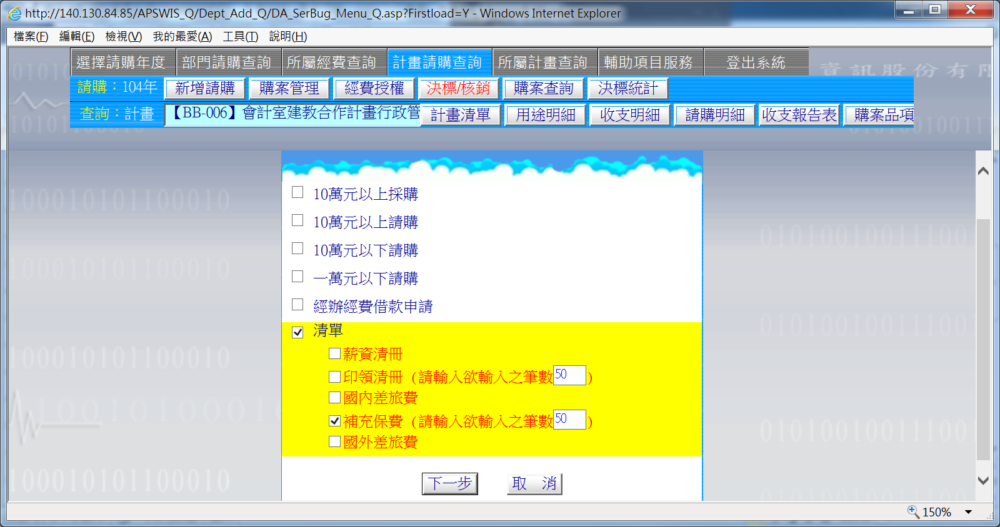 http://140.130.84.85/APSWIS_Q/Dept_Add_Q/DA_SerBug_Menu_Q.asp?Firstload=Y - Windows Internet Explorer
檔案(F) 編輯(E) 檢視(V) 我的最愛(A) 工具(T) 說明(H)
選擇請購年度 部門請購查詢 所屬經費查詢 計畫請購查詢 所屬計畫查詢 輔助項目服務 登出系統
資訊股份有限
請購：104年 新增請購 購案管理 經費授權 決標/核銷 購案查詢 決標統計
查詢：計畫 【BB-006】會計室建教合作計畫行政管 計畫清單 用途明細 收支明細 請購明細 收支報告表 購案品項
10萬元以上採購
10萬元以上請購
10萬元以下請購
一萬元以下請購
經辦經費借款申請
清單
薪資清冊
印領清冊（請輸入欲輸入之筆數50）
國內差旅費
補充保費（請輸入欲輸入之筆數50）
國外差旅費
下一步 取 消
150%